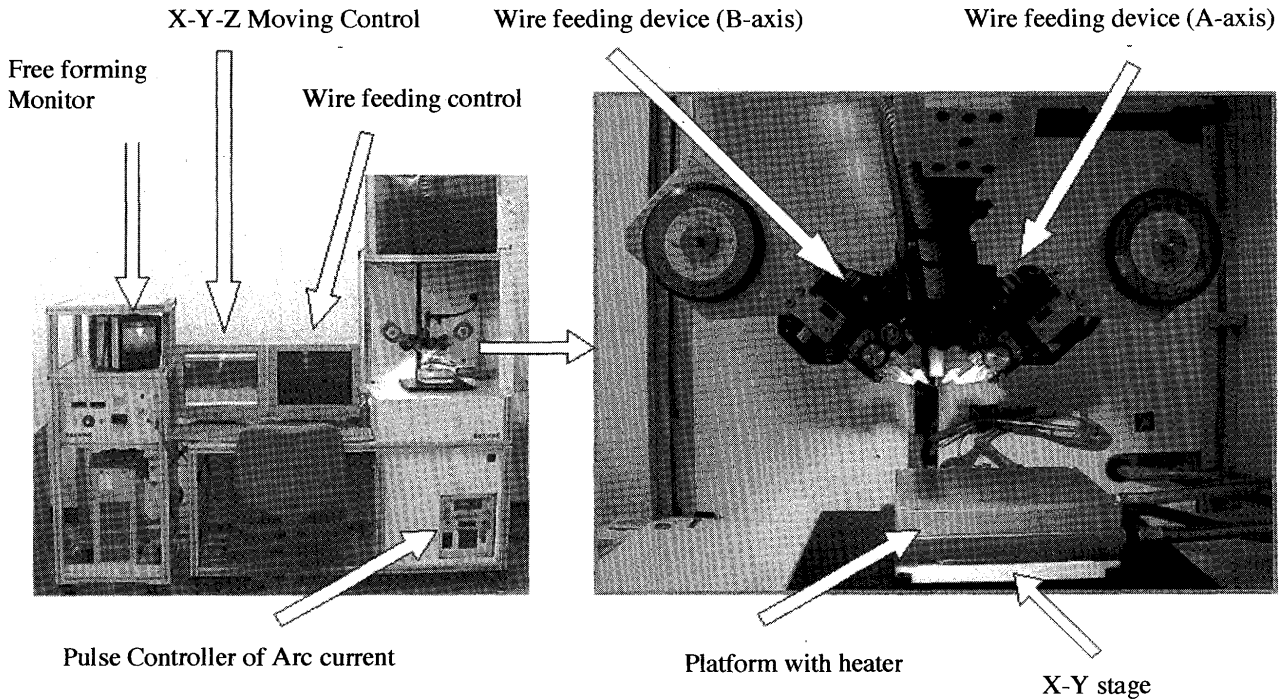 X-Y-Z Moving Control
Wire feeding device (B-axis)
Wire feeding device (A-axis)
Free forming
Monitor
Wire feeding control
Pulse Controller of Arc current
Platform with heater
X-Y stage